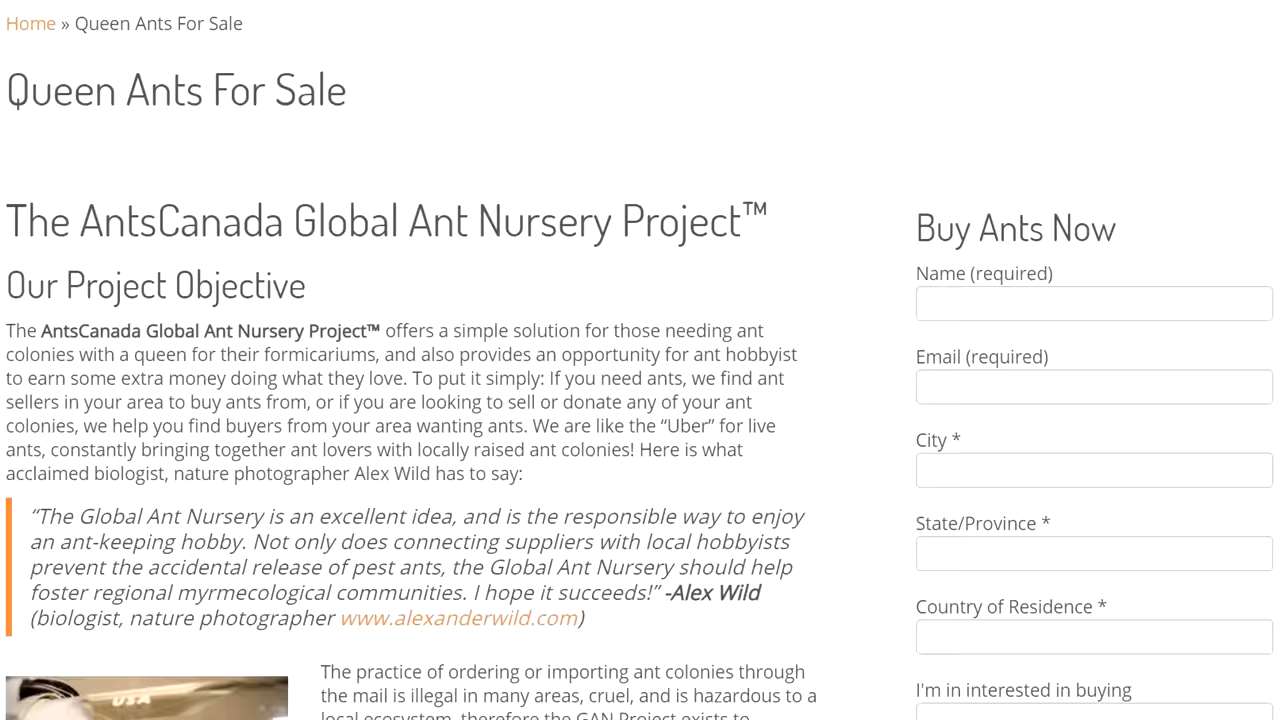 Home » Queen Ants For Sale
Queen Ants For Sale
The AntsCanada Global Ant Nursery Project™
Our Project Objective
The AntsCanada Global Ant Nursery Project™ offers a simple solution for those needing ant
colonies with a queen for their formicariums, and also provides an opportunity for ant hobbyist
to earn some extra money doing what they love. To put it simply: If you need ants, we find ant
sellers in your area to buy ants from, or if you are looking to sell or donate any of your ant
colonies, we help you find buyers from your area wanting ants. We are like the “Uber” for live
ants, constantly bringing together ant lovers with locally raised ant colonies! Here is what
acclaimed biologist, nature photographer Alex Wild has to say:
“The Global Ant Nursery is an excellent idea, and is the responsible way to enjoy
an ant-keeping hobby. Not only does connecting suppliers with local hobbyists
prevent the accidental release of pest ants, the Global Ant Nursery should help
foster regional myrmecological communities. I hope it succeeds!” -Alex Wild
(biologist, nature photographer www.alexanderwild.com)
USA
The practice of ordering or importing ant colonies through
the mail is illegal in many areas, cruel, and is hazardous to a
local ecosystem, therefore the GAN Project exists to
Buy Ants Now
Name (required)
Email (required)
City *
State/Province *
Country of Residence *
I'm in interested in buying